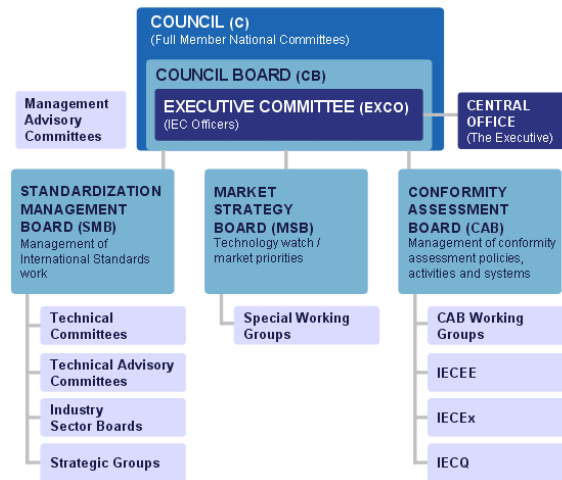 COUNCIL (C)
(Full Member National Committees)
COUNCIL BOARD (CB)
EXECUTIVE COMMITTEE (EXCO)
(IEC Officers)
Management
Advisory
Committees
CENTRAL
OFFICE
(The Executive)
STANDARDIZATION
MANAGEMENT
BOARD (SMB)
Management of
International Standards
work
MARKET
STRATEGY
BOARD (MSB)
Technology watch /
market priorities
CONFORMITY
ASSESSMENT
BOARD (CAB)
Management of conformity
assessment policies,
activities and systems
Technical
Committees
Technical Advisory
Committees
Industry
Sector Boards
Strategic Groups
Special Working
Groups
CAB Working
Groups
IECEE
IECEx
IECQ